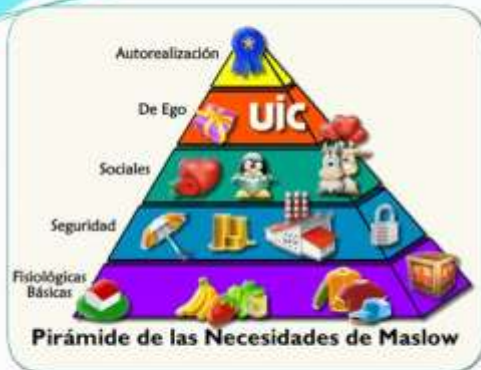 Autorealización
De Ego
uic
Sociales
Seguridad
Fisiológicas
Básicas
Pirámide de las Necesidades de Maslow